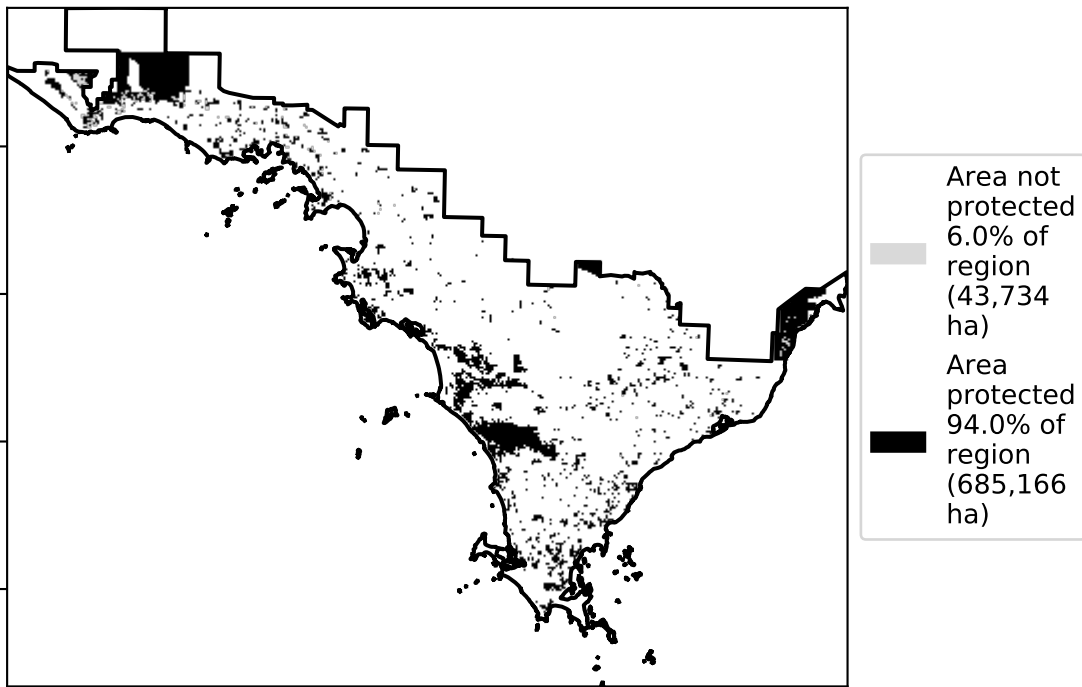 Area not
protected
6.0% of
region
(43,734
ha)
Area
protected
94.0% of
region
(685,166
ha)